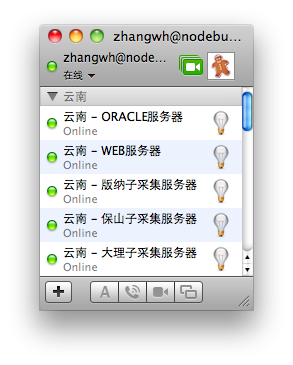 zhangwh@nodebu...
zhangwh@node...
在线
云南
云南 – ORACLE服务器
Online
云南 – WEB服务器
Online
云南 – 版纳子采集服务器
Online
云南 – 保山子采集服务器
Online
云南 – 大理子采集服务器
Online
A